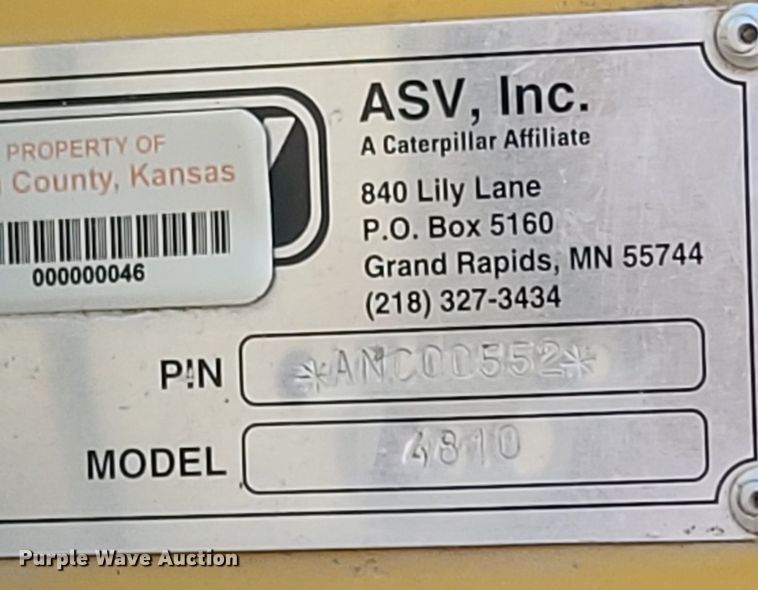 ASV, Inc.
A Caterpillar Affiliate
840 Lily Lane
P.O. Box 5160
Grand Rapids, MN 55744
(218) 327-3434
PROPERTY OF
County, Kansas
000000046
PIN *ANC00552*
MODEL 4810
Purple Wave Auction